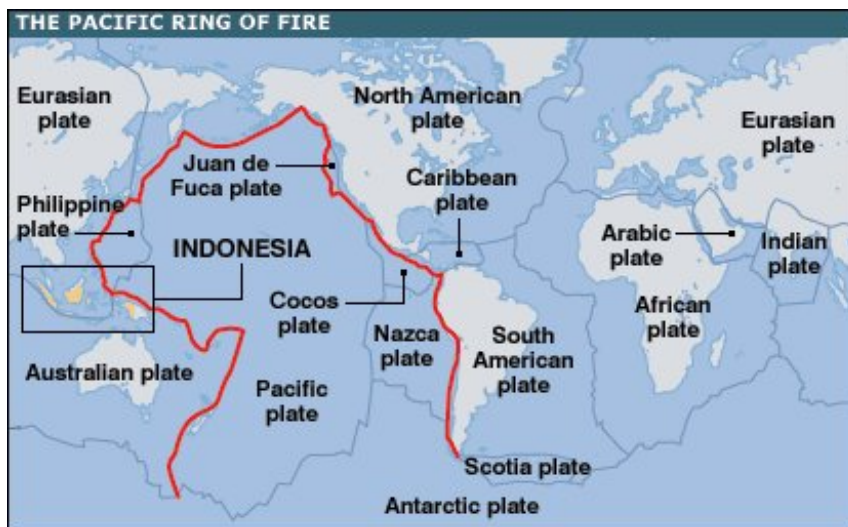 THE PACIFIC RING OF FIRE
Eurasian
plate
North American
plate
Eurasian
plate
Juan de
Fuca plate
Caribbean
plate
Philippine
plate
INDONESIA
Arabic
plate
Indian
plate
Cocos
plate
African
plate
Nazca
plate
South
American
plate
Australian plate
Pacific
plate
Scotia plate
Antarctic plate